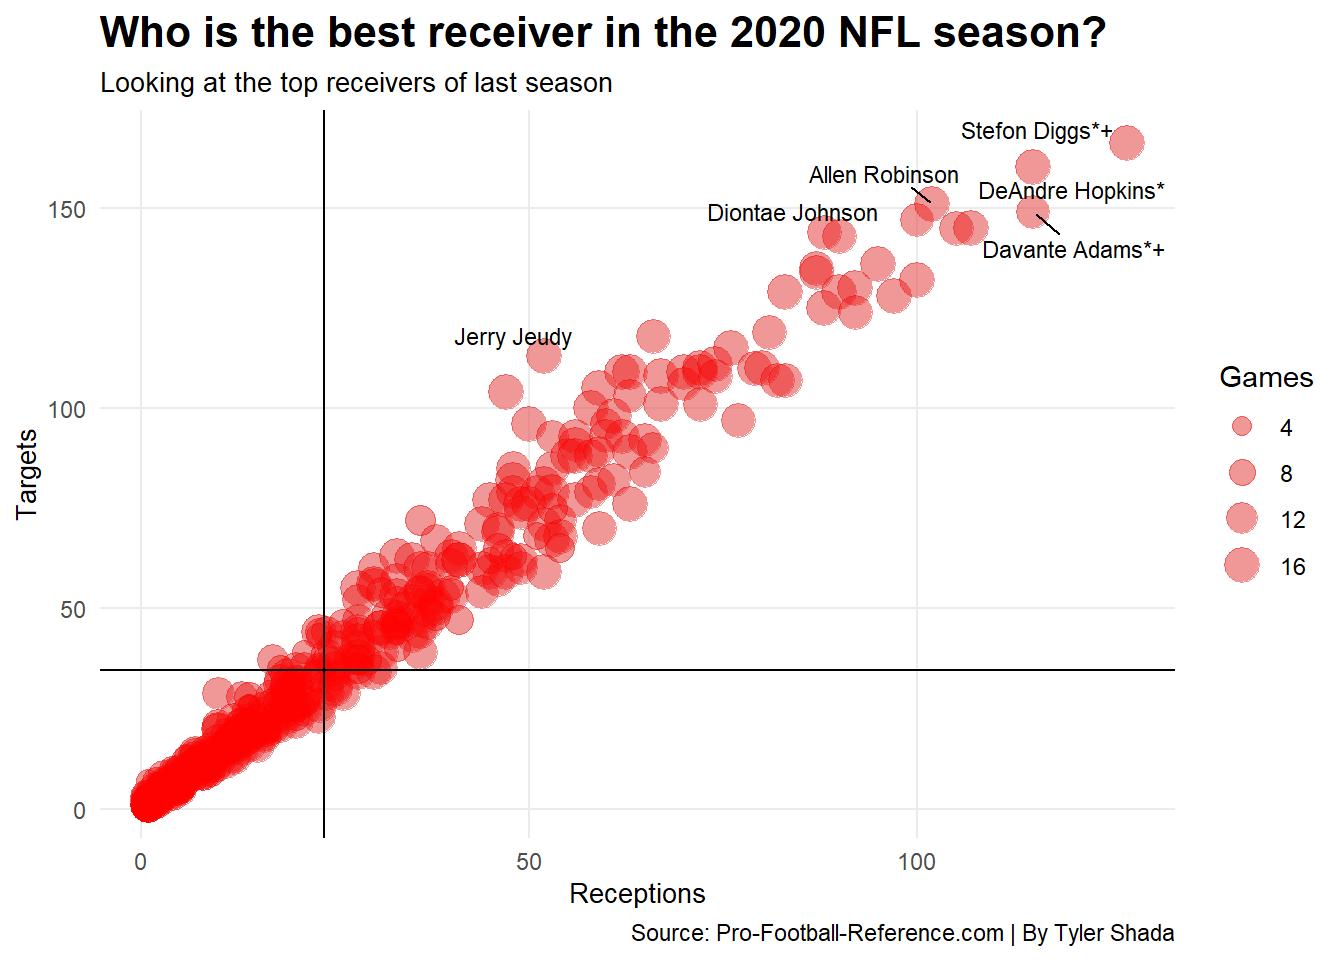 Who is the best receiver in the 2020 NFL season?
Looking at the top receivers of last season
Stefon Diggs*+
Allen Robinson
DeAndre Hopkins*
Diontae Johnson
Davante Adams*+
Jerry Jeudy
150
100
50
0
Targets
0 50 100
Receptions
Games
4
8
12
16
Source: Pro-Football-Reference.com | By Tyler Shada